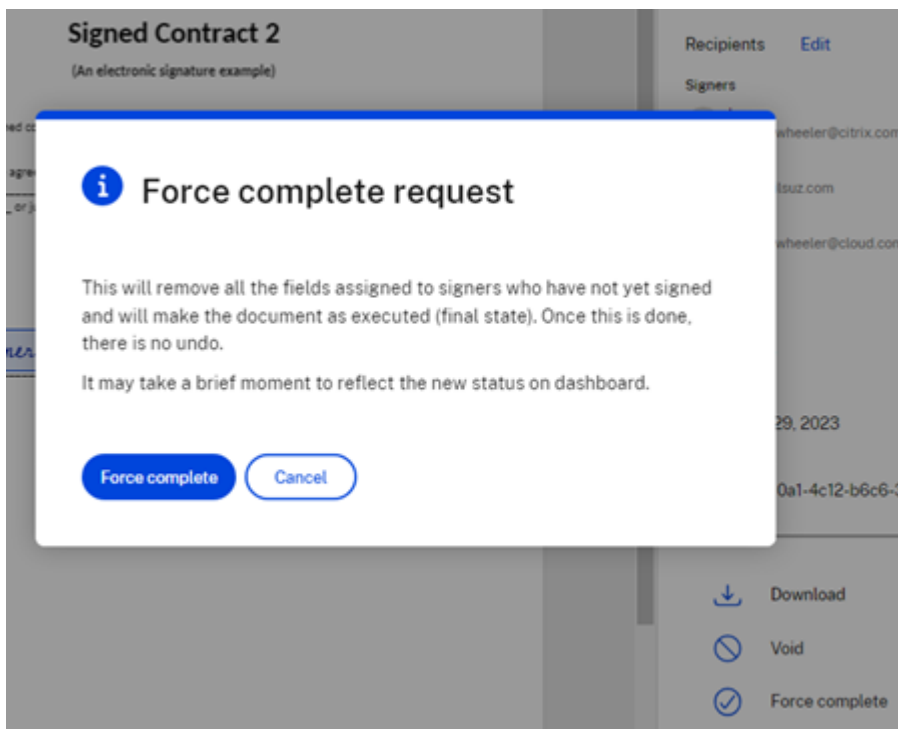 Signed Contract 2
(An electronic signature example)
Recipients Edit
Signers
wheeler@citrix.com
lsuz.com
wheeler@cloud.com
Force complete request
This will remove all the fields assigned to signers who have not yet signed
and will make the document as executed (final state). Once this is done,
there is no undo.
It may take a brief moment to reflect the new status on dashboard.
Force complete Cancel
29, 2023
0a1-4c12-b6c6-
Download
Void
Force complete